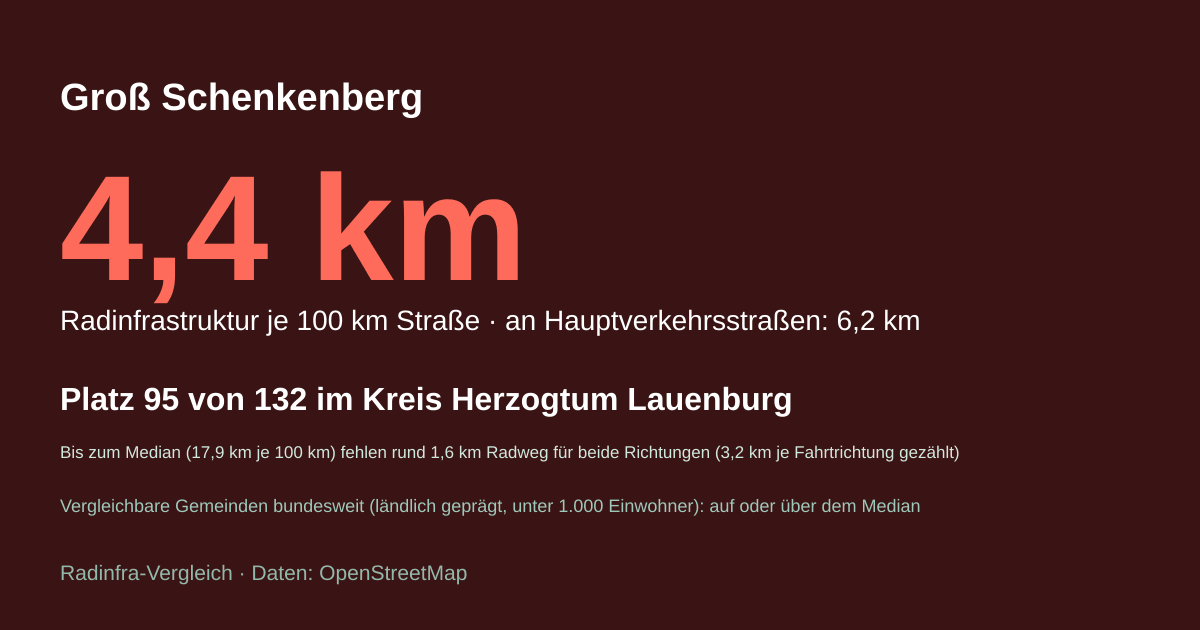 Groß Schenkenberg
4,4 km
Radinfrastruktur je 100 km Straße · an Hauptverkehrsstraßen: 6,2 km
Platz 95 von 132 im Kreis Herzogtum Lauenburg
Bis zum Median (17,9 km je 100 km) fehlen rund 1,6 km Radweg für beide Richtungen (3,2 km je Fahrtrichtung gezählt)
Vergleichbare Gemeinden bundesweit (ländlich geprägt, unter 1.000 Einwohner): auf oder über dem Median
Radinfra-Vergleich · Daten: OpenStreetMap